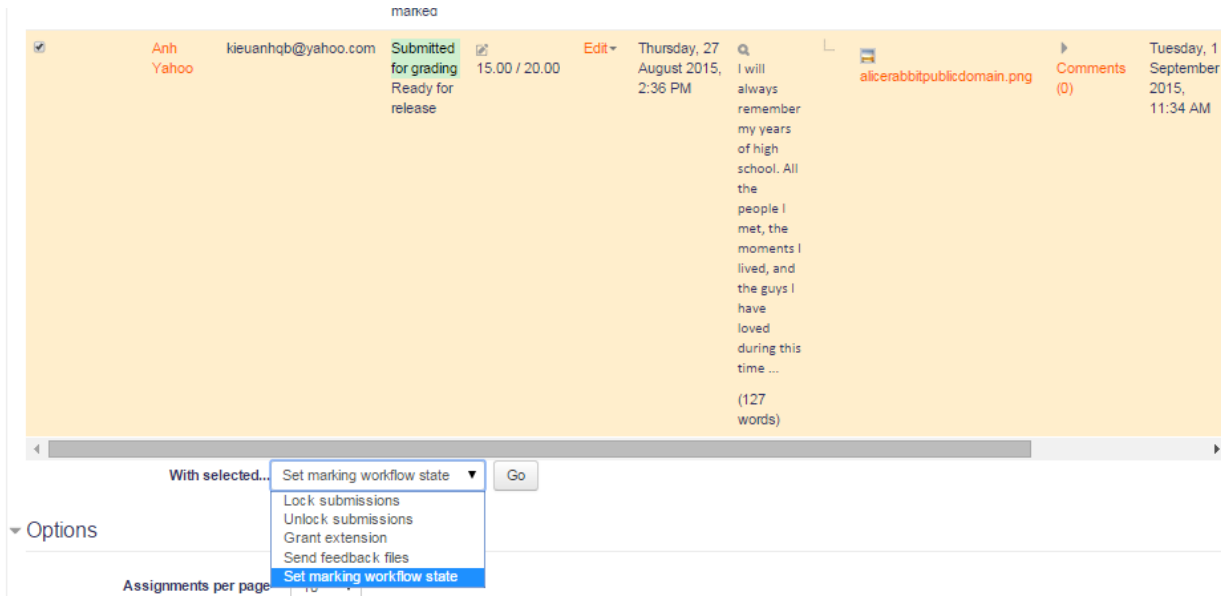 marked
Anh Yahoo
kieuanhqb@yahoo.com
Submitted for grading
Ready for release
15.00 / 20.00
Edit
Thursday, 27 August 2015, 2:36 PM
I will
always
remember
my years
of high
school. All
the
people I
met, the
moments I
lived, and
the guys I
have
loved
during this
time ...
(127
words)
alicerabbitpublicdomain.png
Comments (0)
Tuesday, 1 September 2015, 11:34 AM
With selected... Set marking workflow state Go
Lock submissions
Unlock submissions
Grant extension
Send feedback files
Set marking workflow state
Options
Assignments per page